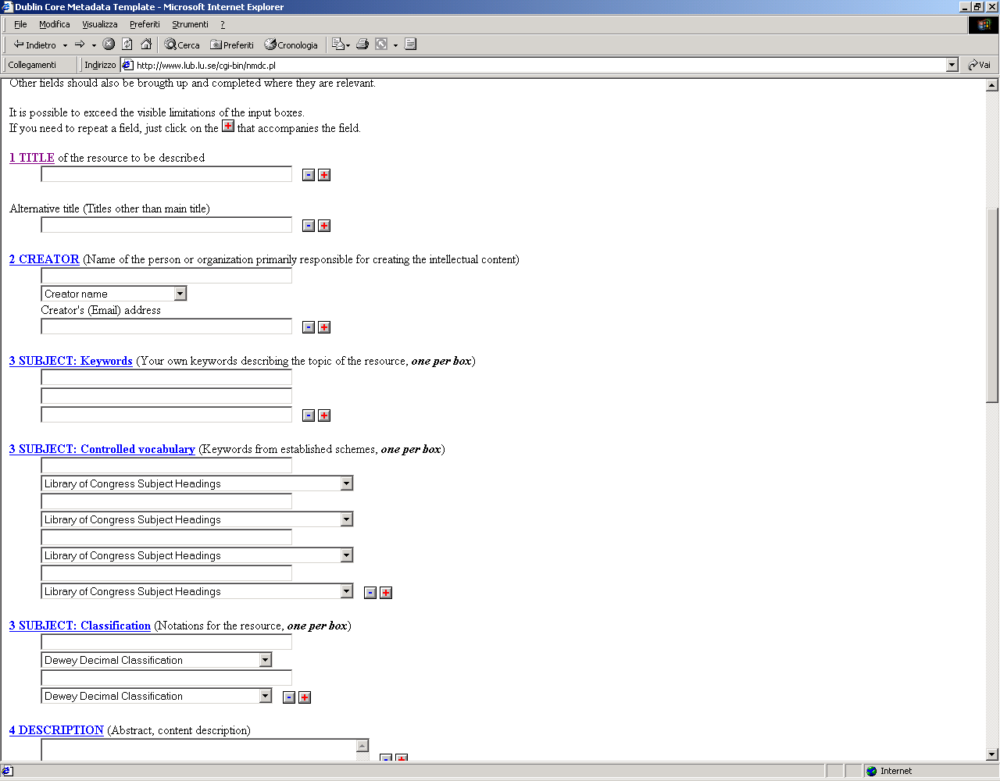 Dublin Core Metadata Template - Microsoft Internet Explorer
File Modifica Visualizza Preferiti Strumenti ?
Indietro Cerca Preferiti Cronologia
Collegamenti Indirizzo http://www.lub.lu.se/cgi-bin/nmdc.pl Vai
Other fields should also be brougth up and completed where they are relevant.
It is possible to exceed the visible limitations of the input boxes.
If you need to repeat a field, just click on the + that accompanies the field.
1 TITLE of the resource to be described
- +
Alternative title (Titles other than main title)
- +
2 CREATOR (Name of the person or organization primarily responsible for creating the intellectual content)
Creator name
Creator's (Email) address
- +
3 SUBJECT: Keywords (Your own keywords describing the topic of the resource, one per box)
- +
3 SUBJECT: Controlled vocabulary (Keywords from established schemes, one per box)
Library of Congress Subject Headings
Library of Congress Subject Headings
Library of Congress Subject Headings
Library of Congress Subject Headings - +
3 SUBJECT: Classification (Notations for the resource, one per box)
Dewey Decimal Classification
Dewey Decimal Classification - +
4 DESCRIPTION (Abstract, content description)
- +
Internet